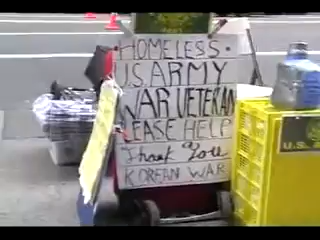 HOMELESS •
U.S ARMY
WAR VETERAN
LEASE HELP
Thank You
KOREAN WAR
U.S.